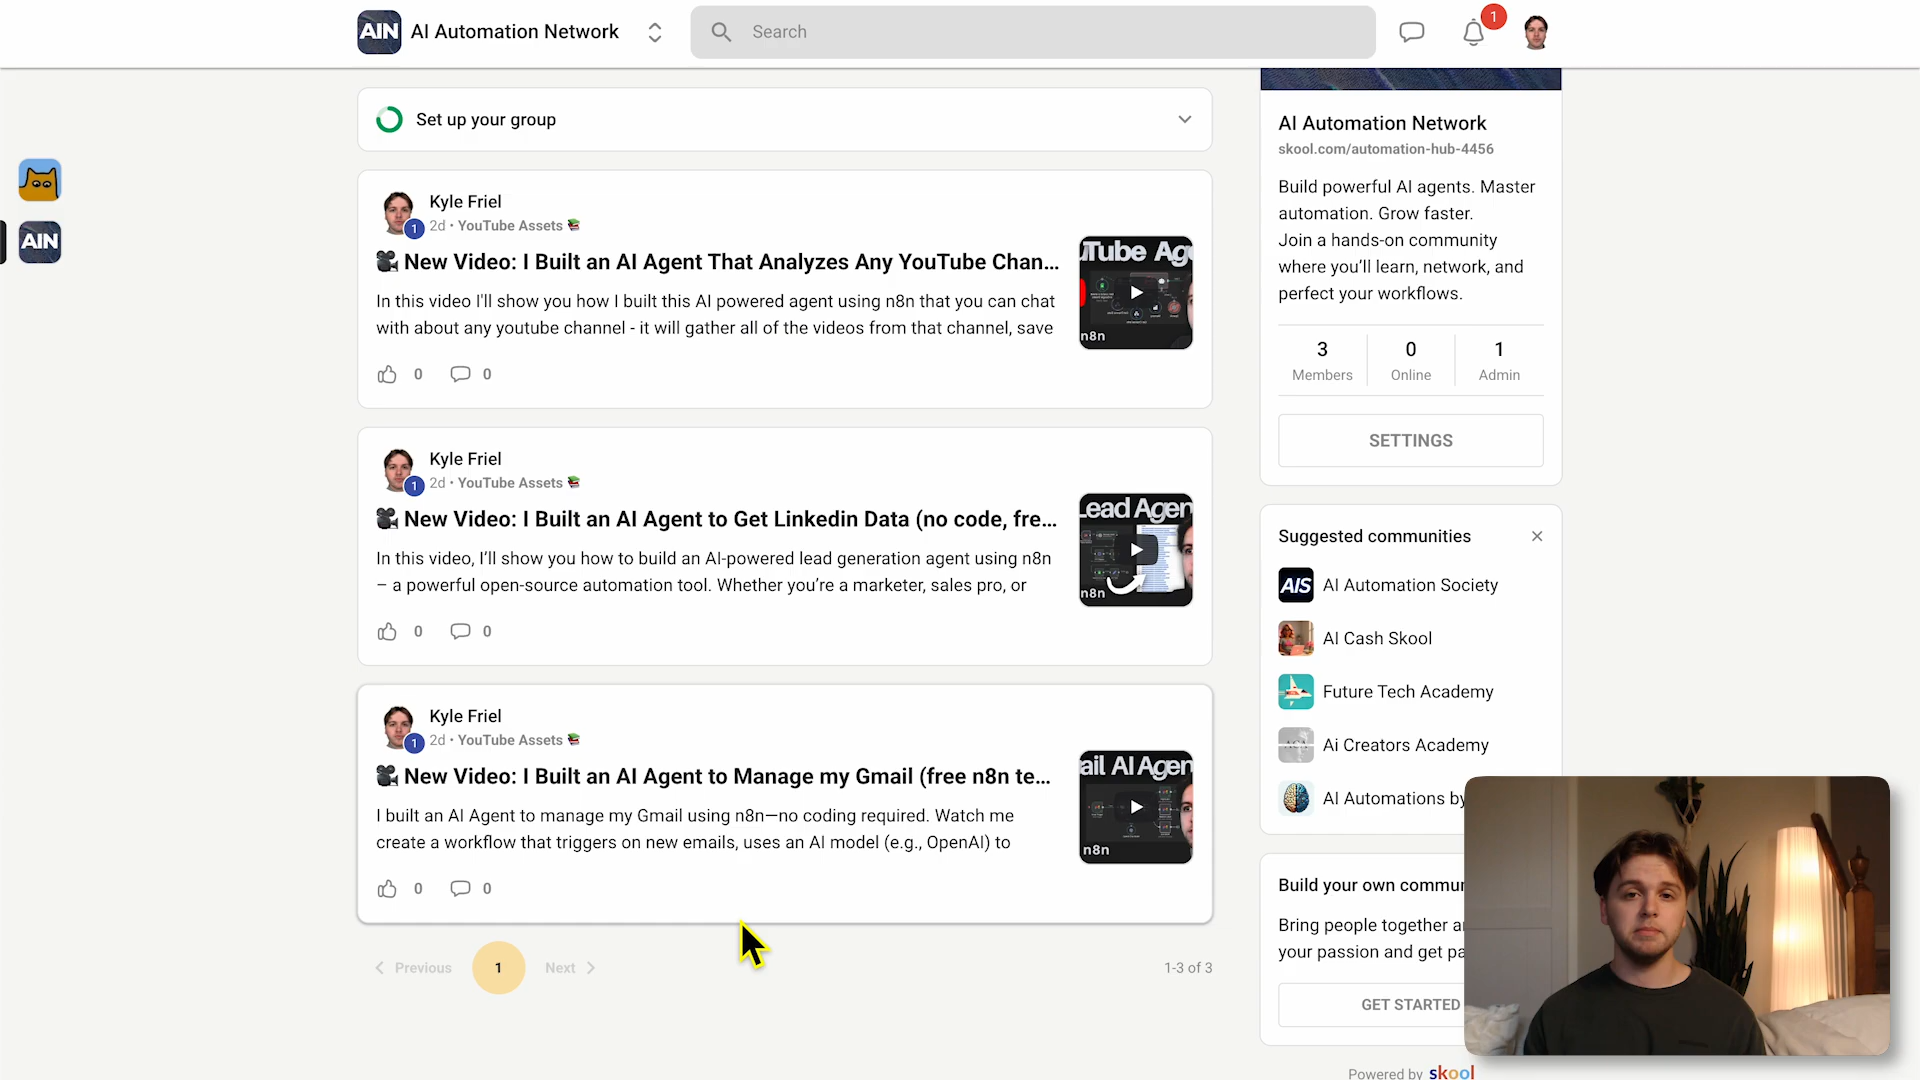 AIN AI Automation Network
Search
1
Set up your group
AIN
Kyle Friel
1
2d • YouTube Assets 📚
🎥 New Video: I Built an AI Agent That Analyzes Any YouTube Chan...
In this video I'll show you how I built this AI powered agent using n8n that you can chat
with about any youtube channel - it will gather all of the videos from that channel, save
uTube Age
n8n
0
0
Kyle Friel
1
2d • YouTube Assets 📚
🎥 New Video: I Built an AI Agent to Get Linkedin Data (no code, fre...
In this video, I’ll show you how to build an AI-powered lead generation agent using n8n
– a powerful open-source automation tool. Whether you’re a marketer, sales pro, or
Lead Agen
n8n
0
0
Kyle Friel
1
2d • YouTube Assets 📚
🎥 New Video: I Built an AI Agent to Manage my Gmail (free n8n te...
I built an AI Agent to manage my Gmail using n8n—no coding required. Watch me
create a workflow that triggers on new emails, uses an AI model (e.g., OpenAI) to
ail AI Agen
n8n
0
0
Previous
1
Next
1-3 of 3
AI Automation Network
skool.com/automation-hub-4456
Build powerful AI agents. Master
automation. Grow faster.
Join a hands-on community
where you’ll learn, network, and
perfect your workflows.
3
0
1
Members
Online
Admin
SETTINGS
Suggested communities
AIS AI Automation Society
AI Cash Skool
Future Tech Academy
Ai Creators Academy
AI Automations by
Build your own commu
Bring people together a
your passion and get pa
GET STARTED
Powered by skool